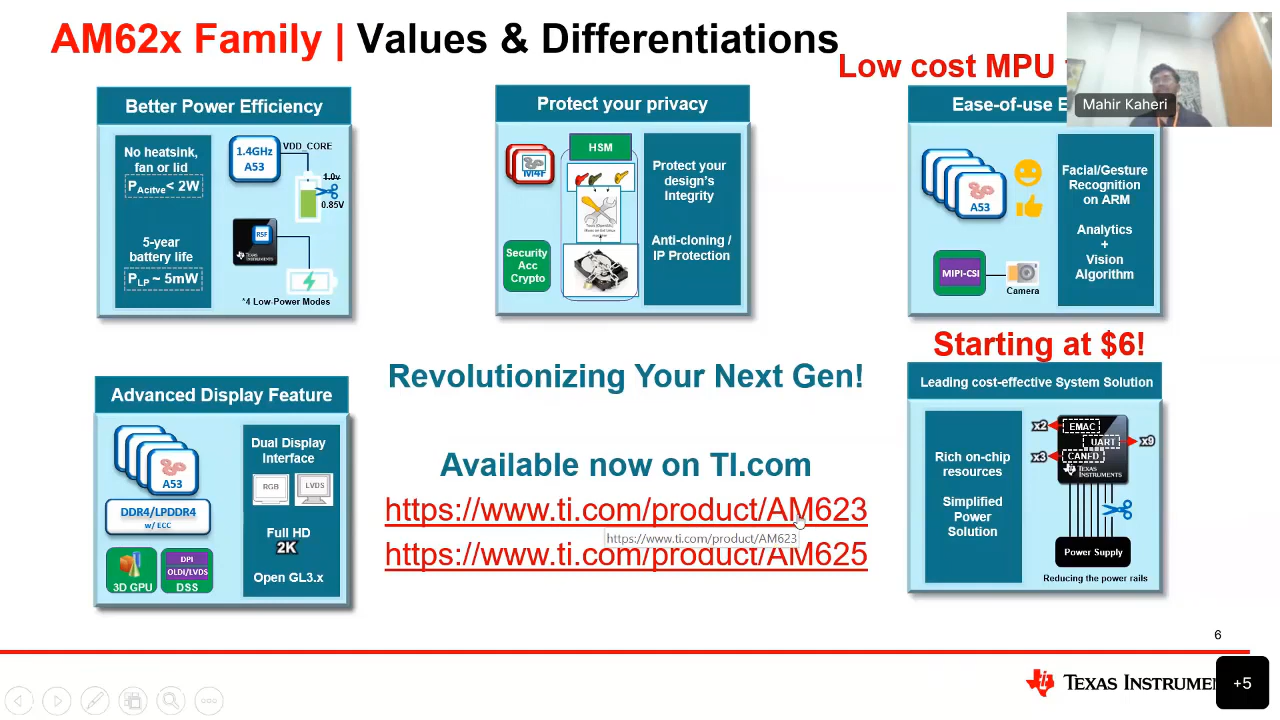 AM62x Family | Values & Differentiations
Low cost MPU
Mahir Kaheri
Better Power Efficiency
No heatsink,
fan or lid
PAcitve< 2W
5-year
battery life
PLP ~ 5mW
1.4GHz
A53
VDD_CORE
1.0v
0.85V
R5F
TEXAS INSTRUMENTS
*4 Low-Power Modes
Protect your privacy
M4F
HSM
Security
Acc
Crypto
Protect your
design's
Integrity
Anti-cloning /
IP Protection
Ease-of-use E
A53
MIPI-CSI
Camera
Facial/Gesture
Recognition
on ARM
Analytics
+
Vision
Algorithm
Starting at $6!
Revolutionizing Your Next Gen!
Available now on TI.com
https://www.ti.com/product/AM623
https://www.ti.com/product/AM623
https://www.ti.com/product/AM625
Advanced Display Feature
A53
DDR4/LPDDR4
w/ ECC
3D GPU
DPI
OLDI/LVDS
DSS
Dual Display
Interface
RGB
LVDS
Full HD
2K
Open GL3.x
Leading cost-effective System Solution
Rich on-chip
resources
Simplified
Power
Solution
x2
EMAC
UART
x9
x3
CANFD
TEXAS INSTRUMENTS
Power Supply
Reducing the power rails
6
TEXAS INSTRUME
+5